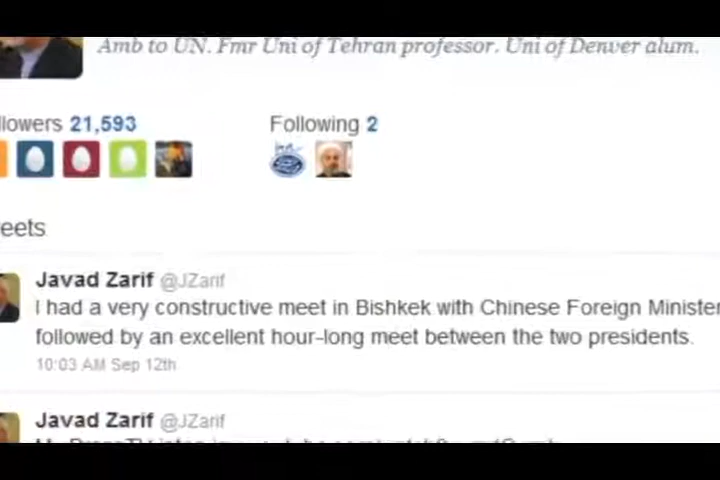 Amb to UN. Fmr Uni of Tehran professor. Uni of Denver alum.
llowers 21,593
Following 2
eets
Javad Zarif @JZarif
I had a very constructive meet in Bishkek with Chinese Foreign Minister
followed by an excellent hour-long meet between the two presidents.
10:03 AM Sep 12th
Javad Zarif @JZarif